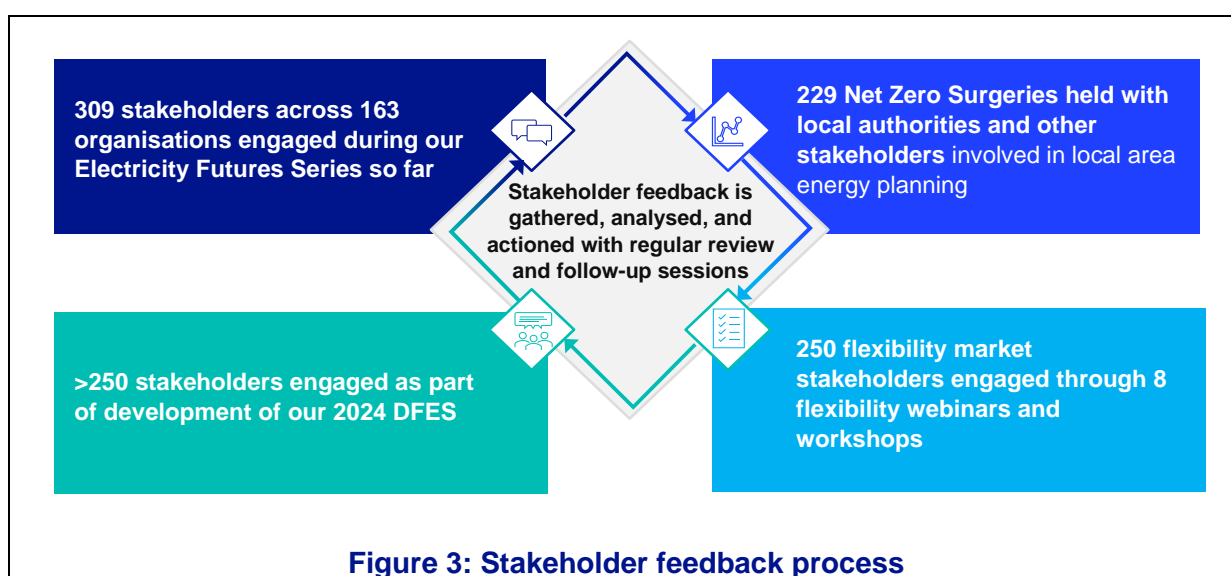 309 stakeholders across 163
organisations engaged during our
Electricity Futures Series so far
229 Net Zero Surgeries held with
local authorities and other
stakeholders involved in local area
energy planning
Stakeholder feedback is
gathered, analysed, and
actioned with regular review
and follow-up sessions
>250 stakeholders engaged as part
of development of our 2024 DFES
250 flexibility market
stakeholders engaged through 8
flexibility webinars and
workshops
Figure 3: Stakeholder feedback process